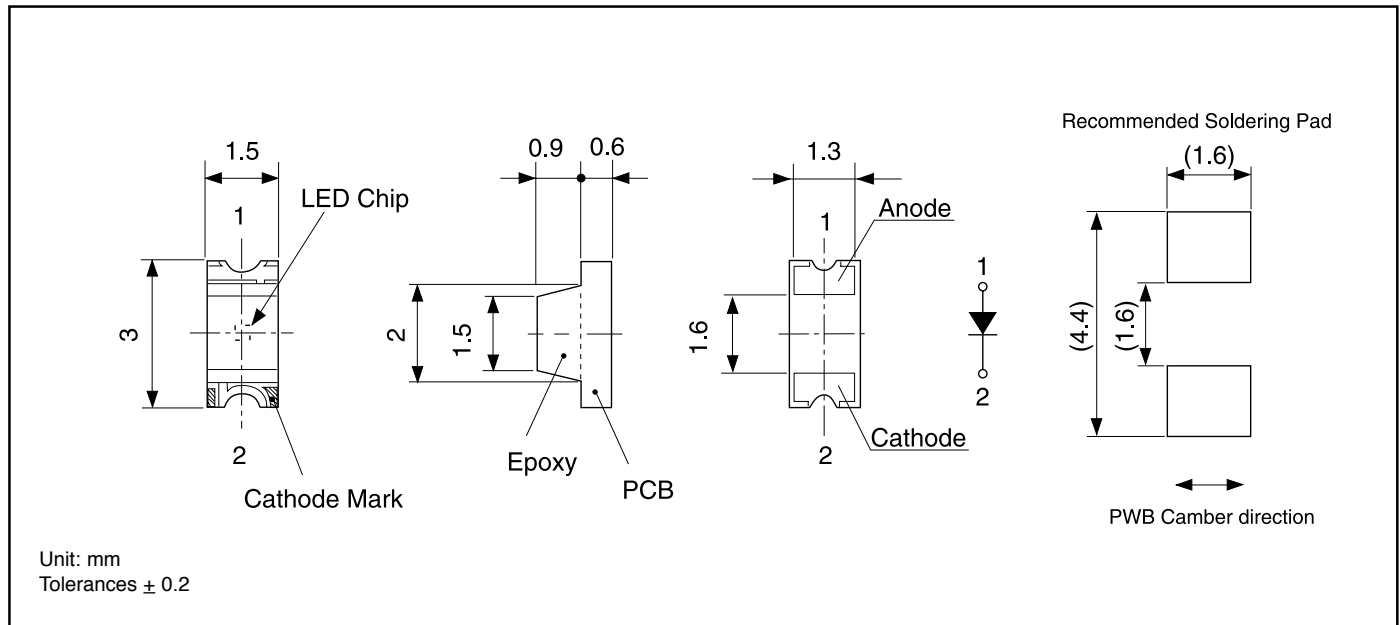 Recommended Soldering Pad
1.5
0.9
0.6
1.3
(1.6)
LED Chip
Anode
1
1
1
3
2
1.5
1.6
(4.4)
(1.6)
2
2
2
Epoxy
Cathode
Cathode Mark
PCB
PWB Camber direction
Unit: mm
Tolerances ± 0.2